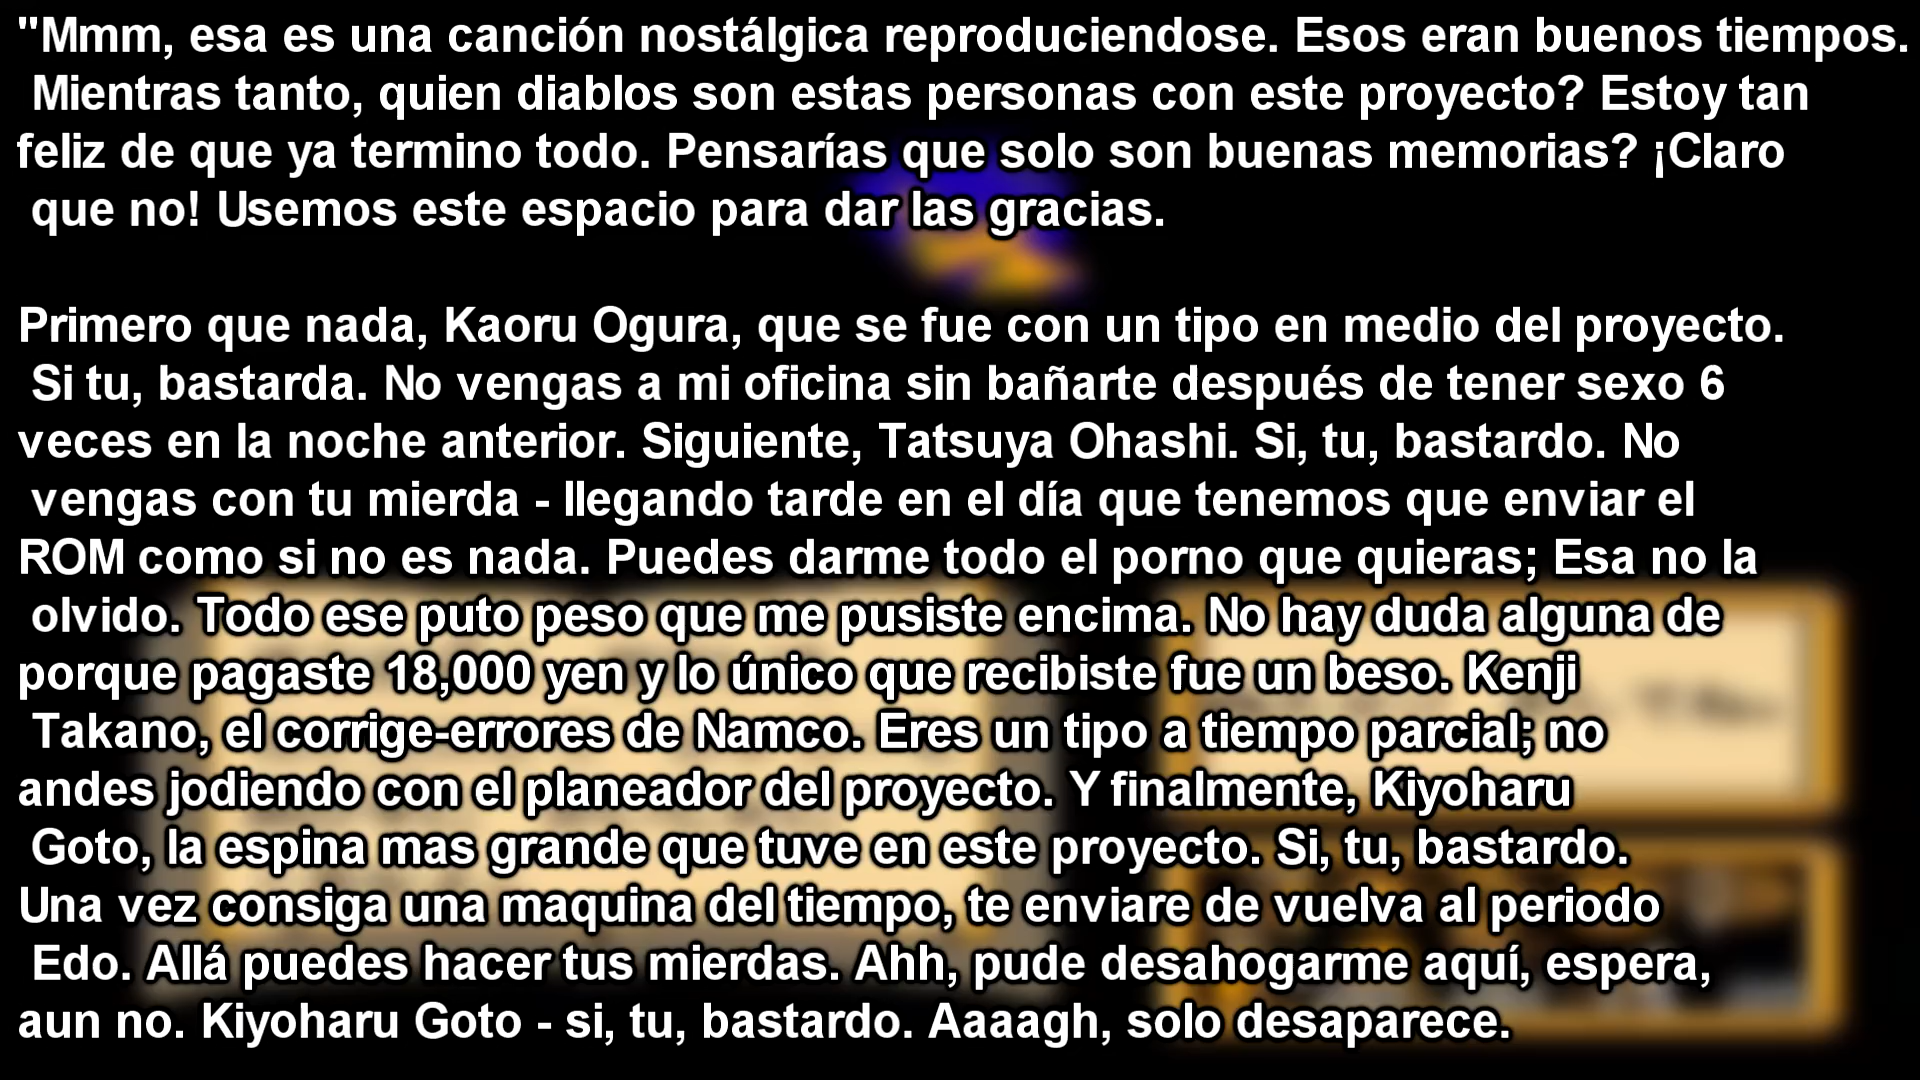 "Mmm, esa es una canción nostálgica reproduciendose. Esos eran buenos tiempos.
Mientras tanto, quien diablos son estas personas con este proyecto? Estoy tan
feliz de que ya termino todo. Pensarías que solo son buenas memorias? ¡Claro
que no! Usemos este espacio para dar las gracias.
Primero que nada, Kaoru Ogura, que se fue con un tipo en medio del proyecto.
Si tu, bastarda. No vengas a mi oficina sin bañarte después de tener sexo 6
veces en la noche anterior. Siguiente, Tatsuya Ohashi. Si, tu, bastardo. No
vengas con tu mierda - llegando tarde en el día que tenemos que enviar el
ROM como si no es nada. Puedes darme todo el porno que quieras; Esa no la
olvido. Todo ese puto peso que me pusiste encima. No hay duda alguna de
porque pagaste 18,000 yen y lo único que recibiste fue un beso. Kenji
Takano, el corrige-errores de Namco. Eres un tipo a tiempo parcial; no
andes jodiendo con el planeador del proyecto. Y finalmente, Kiyoharu
Goto, la espina mas grande que tuve en este proyecto. Si, tu, bastardo.
Una vez consiga una maquina del tiempo, te enviare de vuelva al periodo
Edo. Allá puedes hacer tus mierdas. Ahh, pude desahogarme aquí, espera,
aun no. Kiyoharu Goto - si, tu, bastardo. Aaaagh, solo desaparece.